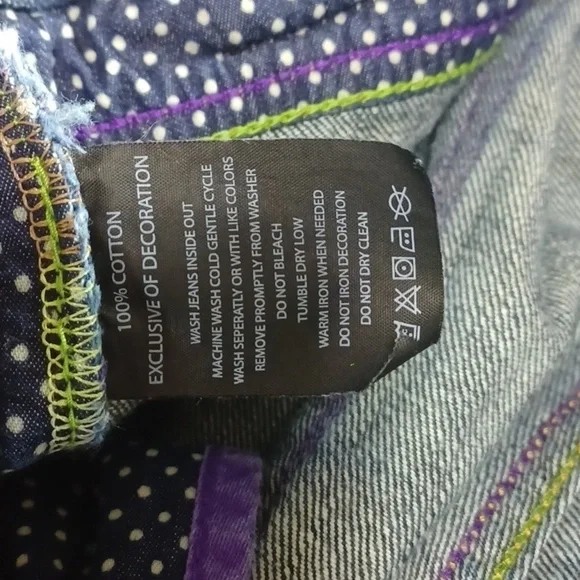 100% COTTON
EXCLUSIVE OF DECORATION
WASH JEANS INSIDE OUT
MACHINE WASH COLD GENTLE CYCLE
WASH SEPERATLY OR WITH LIKE COLORS
REMOVE PROMPTLY FROM WASHER
DO NOT BLEACH
TUMBLE DRY LOW
WARM IRON WHEN NEEDED
DO NOT IRON DECORATION
DO NOT DRY CLEAN